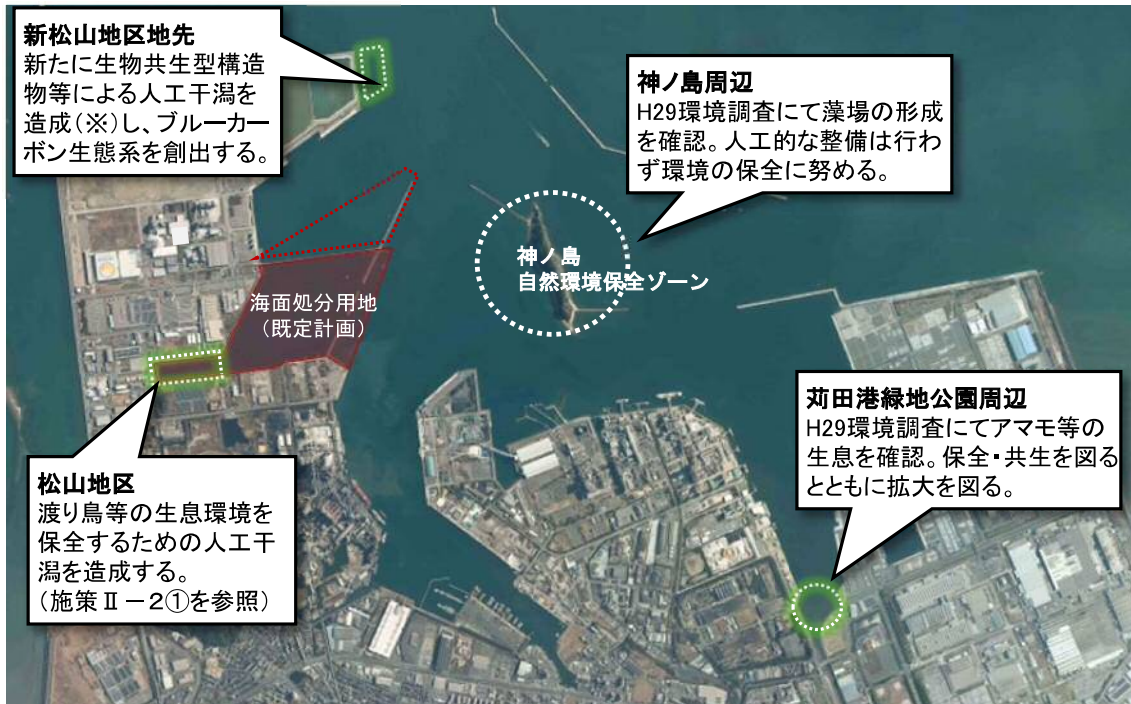 新松山地区地先
新たに生物共生型構造
物等による人工干潟を
造成(※)し、ブルーカー
ボン生態系を創出する。
神ノ島周辺
H29環境調査にて藻場の形成
を確認。人工的な整備は行わ
ず環境の保全に努める。
神ノ島
自然環境保全ゾーン
海面処分用地
(既定計画)
苅田港緑地公園周辺
H29環境調査にてアマモ等の
生息を確認。保全・共生を図る
とともに拡大を図る。
松山地区
渡り鳥等の生息環境を
保全するための人工干
潟を造成する。
(施策Ⅱ-2①を参照)